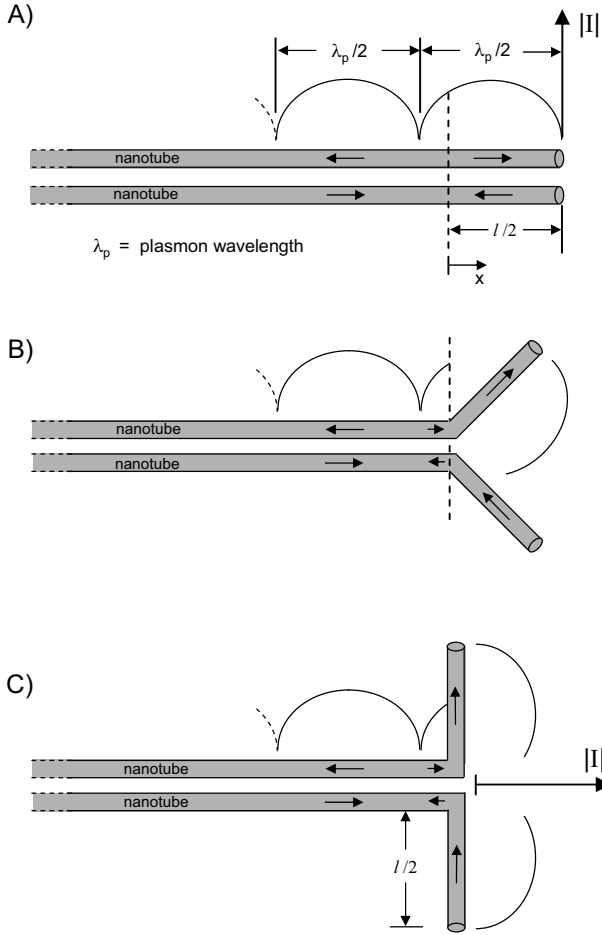 A)
|I|
λp/2
λp/2
nanotube
nanotube
l/2
λp = plasmon wavelength
x
B)
nanotube
nanotube
C)
nanotube
|I|
nanotube
l/2